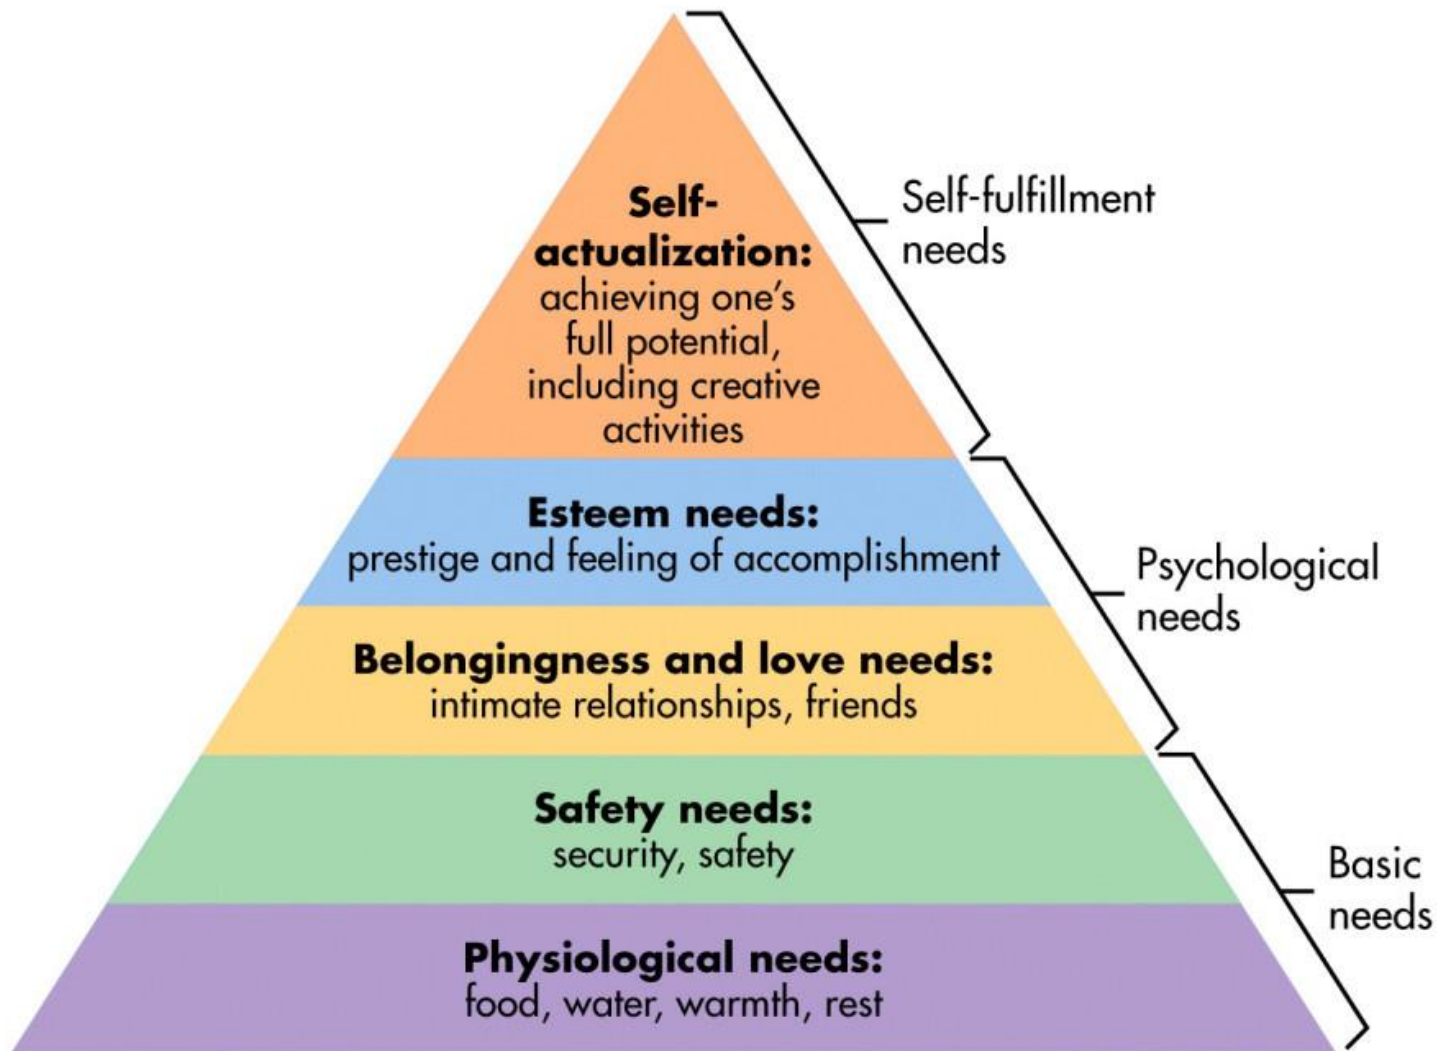 Self-
actualization:
achieving one’s
full potential,
including creative
activities
Self-fulfillment
needs
Esteem needs:
prestige and feeling of accomplishment
Psychological
needs
Belongingness and love needs:
intimate relationships, friends
Safety needs:
security, safety
Basic
needs
Physiological needs:
food, water, warmth, rest